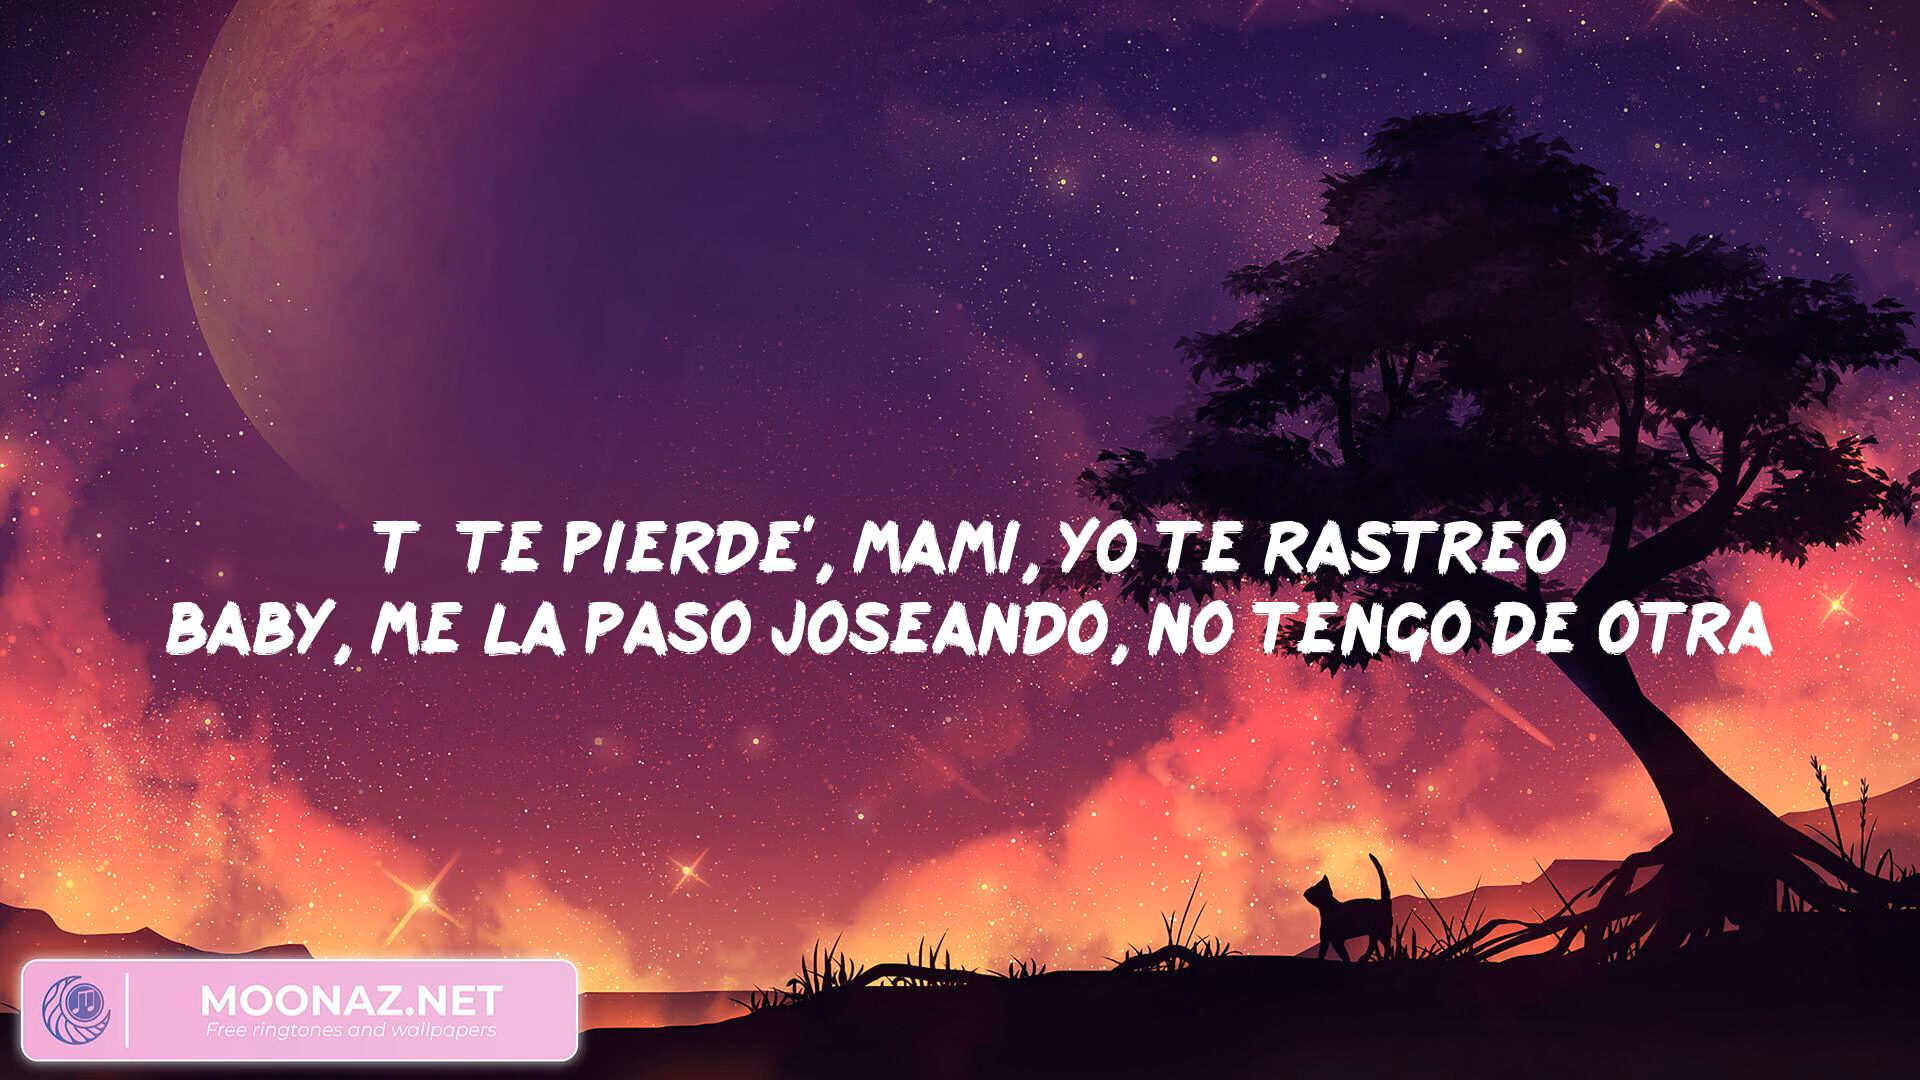 T  TE PIERDE', MAMI, YO TE RASTREO
BABY, ME LA PASO JOSEANDO, NO TENGO DE OTRA
MOONAZ.NET
Free ringtones and wallpapers